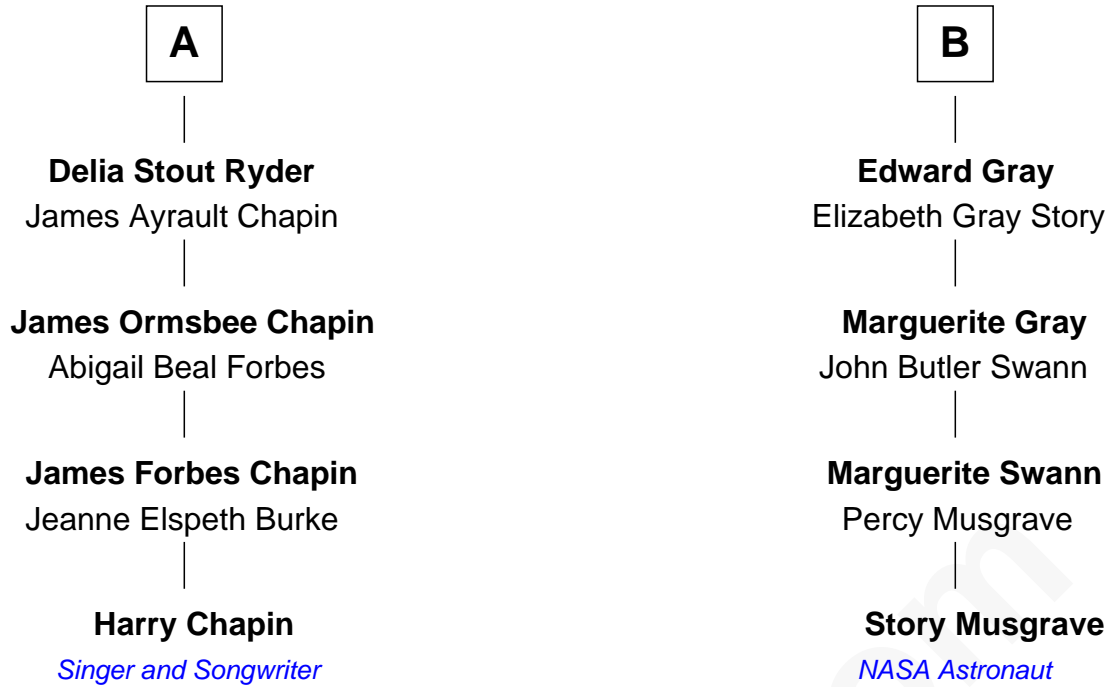 A
B
Delia Stout Ryder
James Ayrault Chapin
Edward Gray
Elizabeth Gray Story
James Ormsbee Chapin
Abigail Beal Forbes
Marguerite Gray
John Butler Swann
James Forbes Chapin
Jeanne Elspeth Burke
Marguerite Swann
Percy Musgrave
Harry Chapin
Singer and Songwriter
Story Musgrave
NASA Astronaut